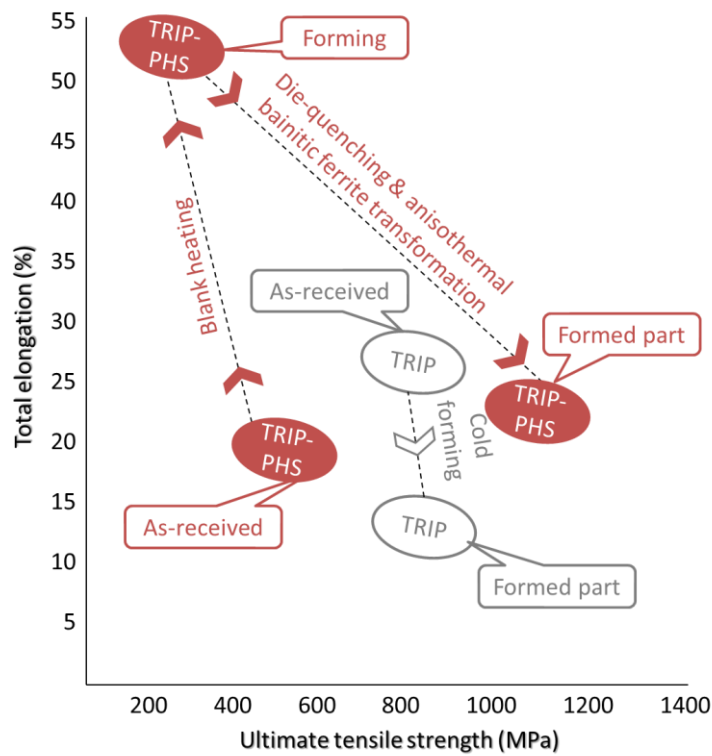 55
50
45
40
35
30
25
20
15
10
5
Total elongation (%)
TRIP-
PHS
Forming
Die-quenching & anisothermal
bainitic ferrite transformation
Blank heating
As-received
TRIP
Formed part
TRIP-
PHS
Cold
forming
TRIP-
PHS
As-received
TRIP
Formed part
200
400
600
800
1000
1200
1400
Ultimate tensile strength (MPa)